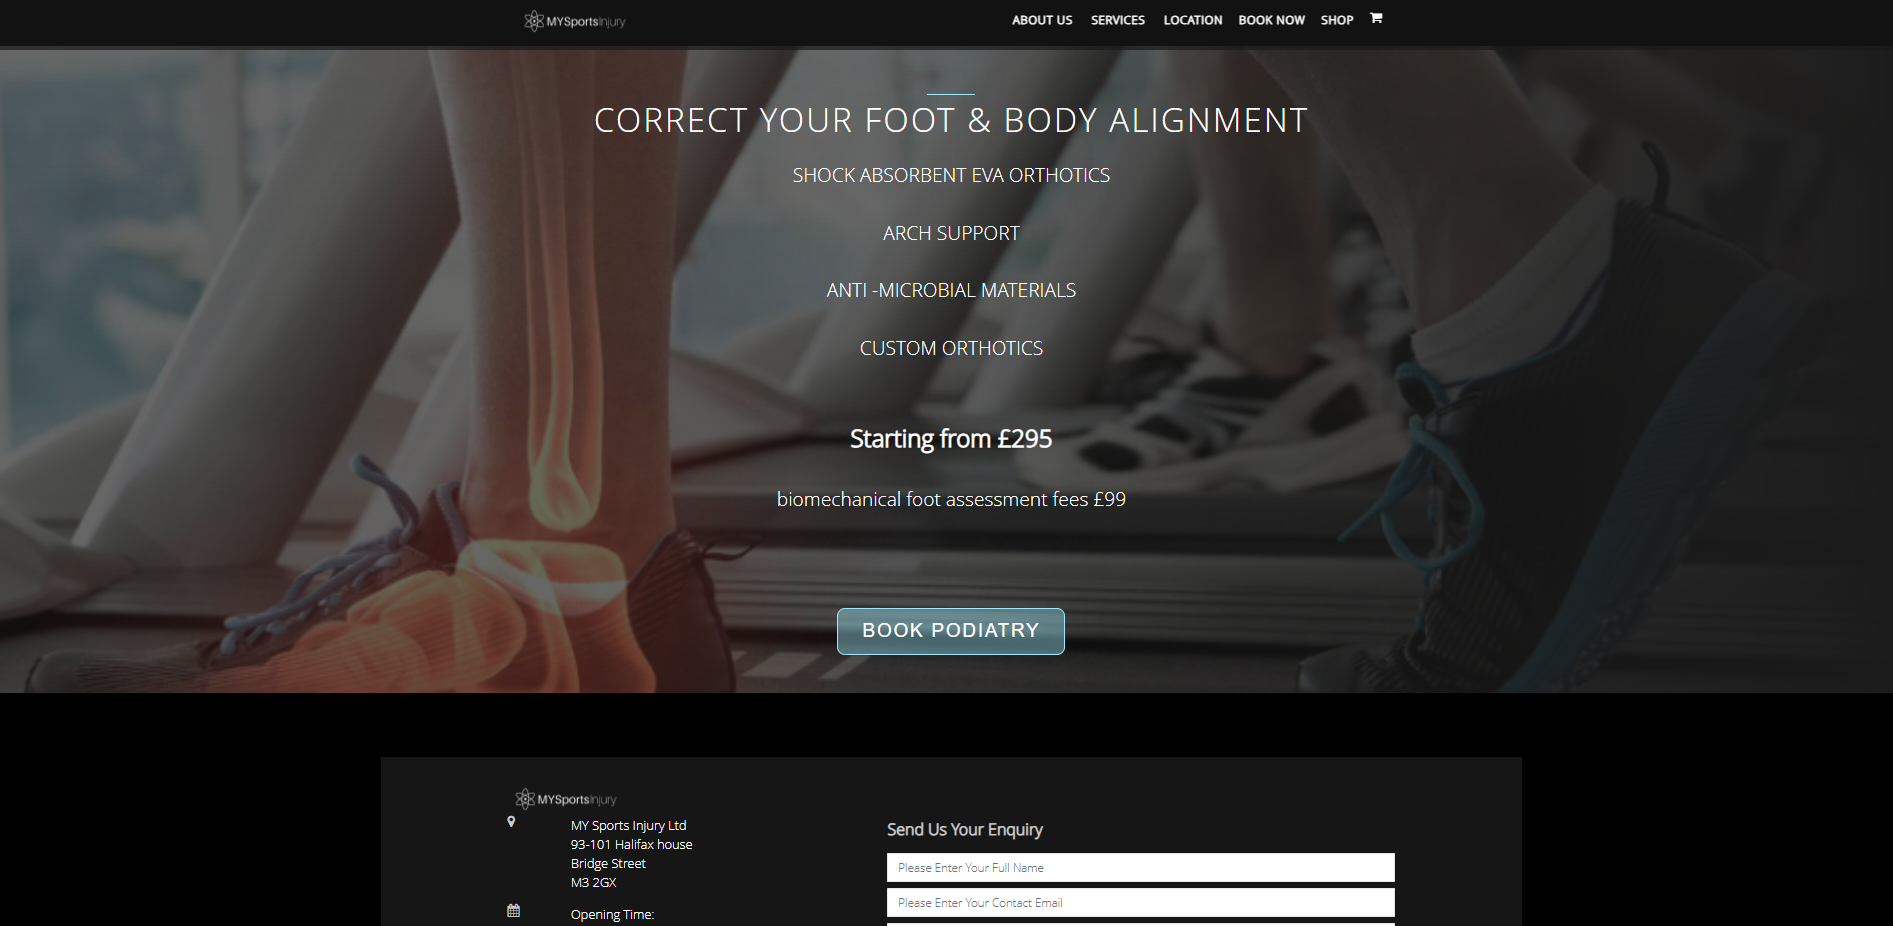 MYSportsInjury
ABOUT US SERVICES LOCATION BOOK NOW SHOP
CORRECT YOUR FOOT & BODY ALIGNMENT
SHOCK ABSORBENT EVA ORTHOTICS
ARCH SUPPORT
ANTI -MICROBIAL MATERIALS
CUSTOM ORTHOTICS
Starting from £295
biomechanical foot assessment fees £99
BOOK PODIATRY
MYSportsInjury
MY Sports Injury Ltd
93-101 Halifax house
Bridge Street
M3 2GX
Opening Time:
Send Us Your Enquiry
Please Enter Your Full Name
Please Enter Your Contact Email